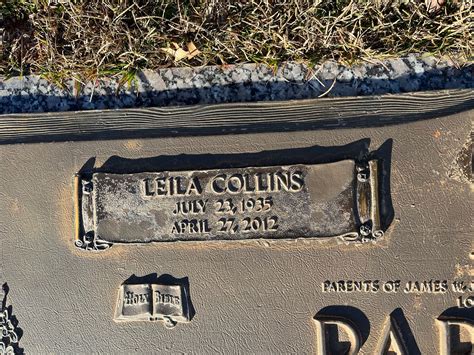 LEILA COLLINS
JULY 23, 1935
APRIL 27, 2012
HOLY BIBLE
PARENTS OF JAMES W.